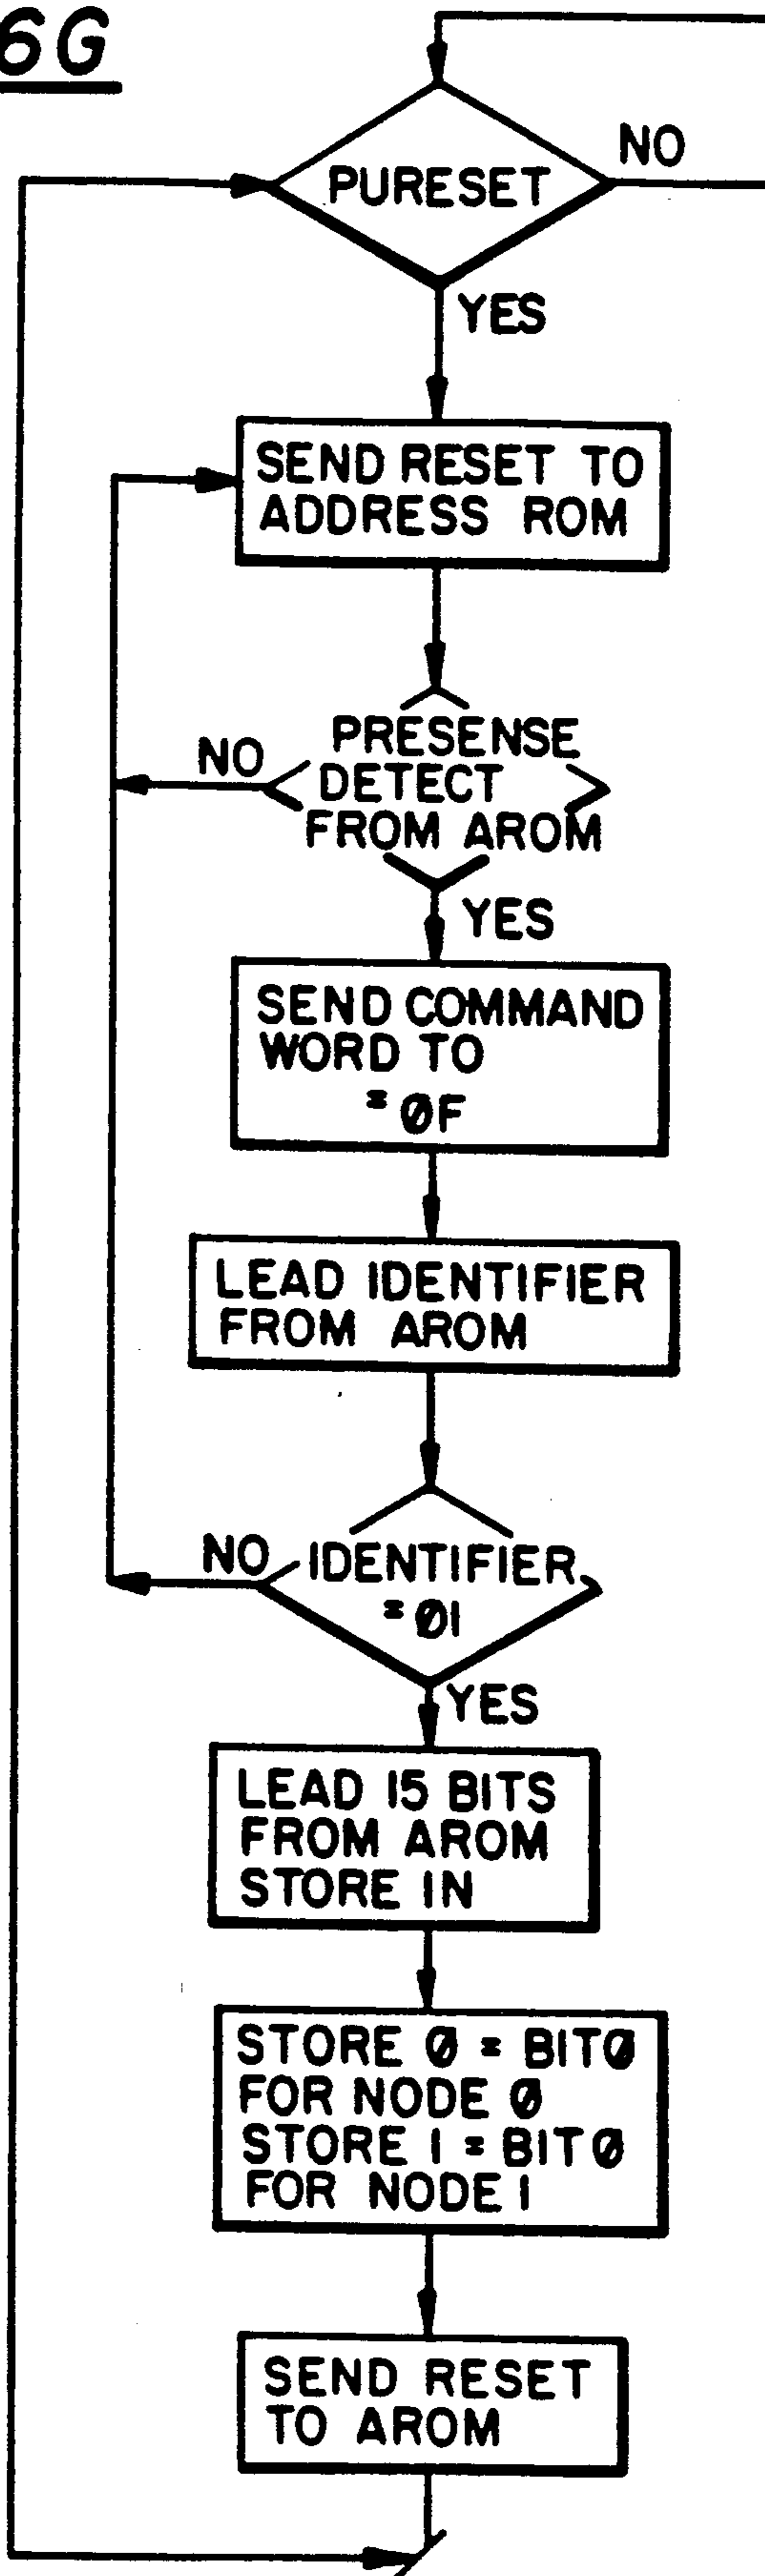 6G
PURESET
NO
YES
SEND RESET TO
ADDRESS ROM
NO
PRESENSE
DETECT
FROM AROM
YES
SEND COMMAND
WORD TO
=ØF
LEAD IDENTIFIER
FROM AROM
NO
IDENTIFIER
=Ø1
YES
LEAD 15 BITS
FROM AROM
STORE IN
STORE Ø = BITØ
FOR NODE Ø
STORE 1 = BITØ
FOR NODE 1
SEND RESET
TO AROM